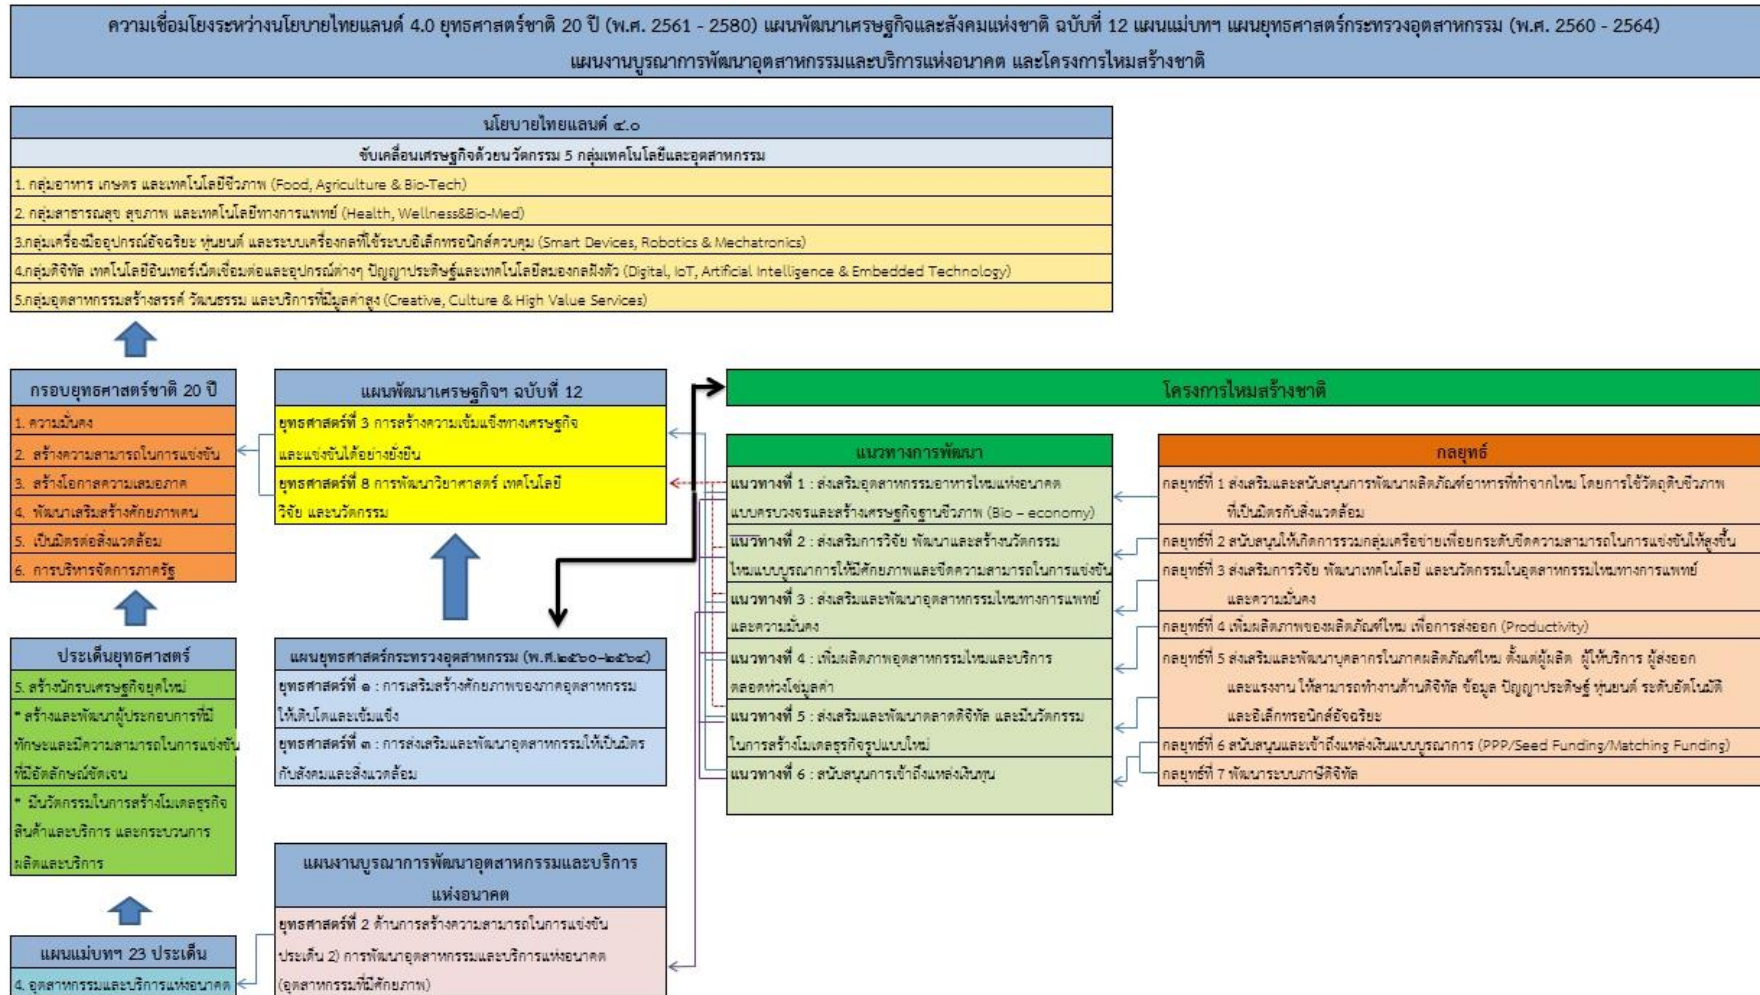 ความเชื่อมโยงระหว่างนโยบายไทยแลนด์ 4.0 ยุทธศาสตร์ชาติ 20 ปี (พ.ศ. 2561 - 2580) แผนพัฒนาเศรษฐกิจและสังคมแห่งชาติ ฉบับที่ 12 แผนแม่บทฯ แผนยุทธศาสตร์กระทรวงอุตสาหกรรม (พ.ศ. 2560 - 2564)
แผนงานบูรณาการพัฒนาอุตสาหกรรมและบริการแห่งอนาคต และโครงการไหมสร้างชาติ
นโยบายไทยแลนด์ ๔.๐
ขับเคลื่อนเศรษฐกิจด้วยนวัตกรรม 5 กลุ่มเทคโนโลยีและอุตสาหกรรม
1. กลุ่มอาหาร เกษตร และเทคโนโลยีชีวภาพ (Food, Agriculture & Bio-Tech)
2. กลุ่มสาธารณสุข สุขภาพ และเทคโนโลยีทางการแพทย์ (Health, Wellness&Bio-Med)
3.กลุ่มเครื่องมืออุปกรณ์อัจฉริยะ หุ่นยนต์ และระบบเครื่องกลที่ใช้ระบบอิเล็กทรอนิกส์ควบคุม (Smart Devices, Robotics & Mechatronics)
4.กลุ่มดิจิทัล เทคโนโลยีอินเทอร์เน็ตเชื่อมต่อและอุปกรณ์ต่างๆ ปัญญาประดิษฐ์และเทคโนโลยีสมองกลฝังตัว (Digital, IoT, Artificial Intelligence & Embedded Technology)
5.กลุ่มอุตสาหกรรมสร้างสรรค์ วัฒนธรรม และบริการที่มีมูลค่าสูง (Creative, Culture & High Value Services)
กรอบยุทธศาสตร์ชาติ 20 ปี
1. ความมั่นคง
2. สร้างความสามารถในการแข่งขัน
3. สร้างโอกาสความเสมอภาค
4. พัฒนาเสริมสร้างศักยภาพคน
5. เป็นมิตรต่อสิ่งแวดล้อม
6. การบริหารจัดการภาครัฐ
ประเด็นยุทธศาสตร์
5. สร้างนักรบเศรษฐกิจยุคใหม่
* สร้างและพัฒนาผู้ประกอบการที่มี
ทักษะและมีความสามารถในการแข่งขัน
ที่มีอัตลักษณ์ชัดเจน
* มีนวัตกรรมในการสร้างโมเดลธุรกิจ
สินค้าและบริการ และกระบวนการ
ผลิตและบริการ
แผนแม่บทฯ 23 ประเด็น
4. อุตสาหกรรมและบริการแห่งอนาคต
แผนพัฒนาเศรษฐกิจฯ ฉบับที่ 12
ยุทธศาสตร์ที่ 3 การสร้างความเข้มแข็งทางเศรษฐกิจ
และแข่งขันได้อย่างยั่งยืน
ยุทธศาสตร์ที่ 8 การพัฒนาวิยาศาสตร์ เทคโนโลยี
วิจัย และนวัตกรรม
แผนยุทธศาสตร์กระทรวงอุตสาหกรรม (พ.ศ.๒๕๖๐-๒๕๖๔)
ยุทธศาสตร์ที่ ๑ : การเสริมสร้างศักยภาพของภาคอุตสาหกรรม
ให้เติบโตและเข้มแข็ง
ยุทธศาสตร์ที่ ๓ : การส่งเสริมและพัฒนาอุตสาหกรรมให้เป็นมิตร
กับสังคมและสิ่งแวดล้อม
แผนงานบูรณาการพัฒนาอุตสาหกรรมและบริการ
แห่งอนาคต
ยุทธศาสตร์ที่ 2 ด้านการสร้างความสามารถในการแข่งขัน
ประเด็น 2) การพัฒนาอุตสาหกรรมและบริการแห่งอนาคต
(อุตสาหกรรมที่มีศักยภาพ)
โครงการไหมสร้างชาติ
แนวทางการพัฒนา
แนวทางที่ 1 : ส่งเสริมอุตสาหกรรมอาหารไหมแห่งอนาคต
แบบครบวงจรและสร้างเศรษฐกิจฐานชีวภาพ (Bio – economy)
แนวทางที่ 2 : ส่งเสริมการวิจัย พัฒนาและสร้างนวัตกรรม
ไหมแบบบูรณาการให้มีศักยภาพและขีดความสามารถในการแข่งขัน
แนวทางที่ 3 : ส่งเสริมและพัฒนาอุตสาหกรรมไหมทางการแพทย์
และความมั่นคง
แนวทางที่ 4 : เพิ่มผลิตภาพอุตสาหกรรมไหมและบริการ
ตลอดห่วงโซ่มูลค่า
แนวทางที่ 5 : ส่งเสริมและพัฒนาตลาดดิจิทัล และมีนวัตกรรม
ในการสร้างโมเดลธุรกิจรูปแบบใหม่
แนวทางที่ 6 : สนับสนุนการเข้าถึงแหล่งเงินทุน
กลยุทธ์
กลยุทธ์ที่ 1 ส่งเสริมและสนับสนุนการพัฒนาผลิตภัณฑ์อาหารที่ทำจากไหม โดยการใช้วัตถุดิบชีวภาพ
ที่เป็นมิตรกับสิ่งแวดล้อม
กลยุทธ์ที่ 2 สนับสนุนให้เกิดการรวมกลุ่มเครือข่ายเพื่อยกระดับขีดความสามารถในการแข่งขันให้สูงขึ้น
กลยุทธ์ที่ 3 ส่งเสริมการวิจัย พัฒนาเทคโนโลยี และนวัตกรรมในอุตสาหกรรมไหมทางการแพทย์
และความมั่นคง
กลยุทธ์ที่ 4 เพิ่มผลิตภาพของผลิตภัณฑ์ไหม เพื่อการส่งออก (Productivity)
กลยุทธ์ที่ 5 ส่งเสริมและพัฒนาบุคลากรในภาคผลิตภัณฑ์ไหม ตั้งแต่ผู้ผลิต ผู้ให้บริการ ผู้ส่งออก
และแรงงาน ให้สามารถทำงานด้านดิจิทัล ข้อมูล ปัญญาประดิษฐ์ หุ่นยนต์ ระดับอัตโนมัติ
และอิเล็กทรอนิกส์อัจฉริยะ
กลยุทธ์ที่ 6 สนับสนุนและเข้าถึงแหล่งเงินแบบบูรณาการ (PPP/Seed Funding/Matching Funding)
กลยุทธ์ที่ 7 พัฒนาระบบภาษีดิจิทัล